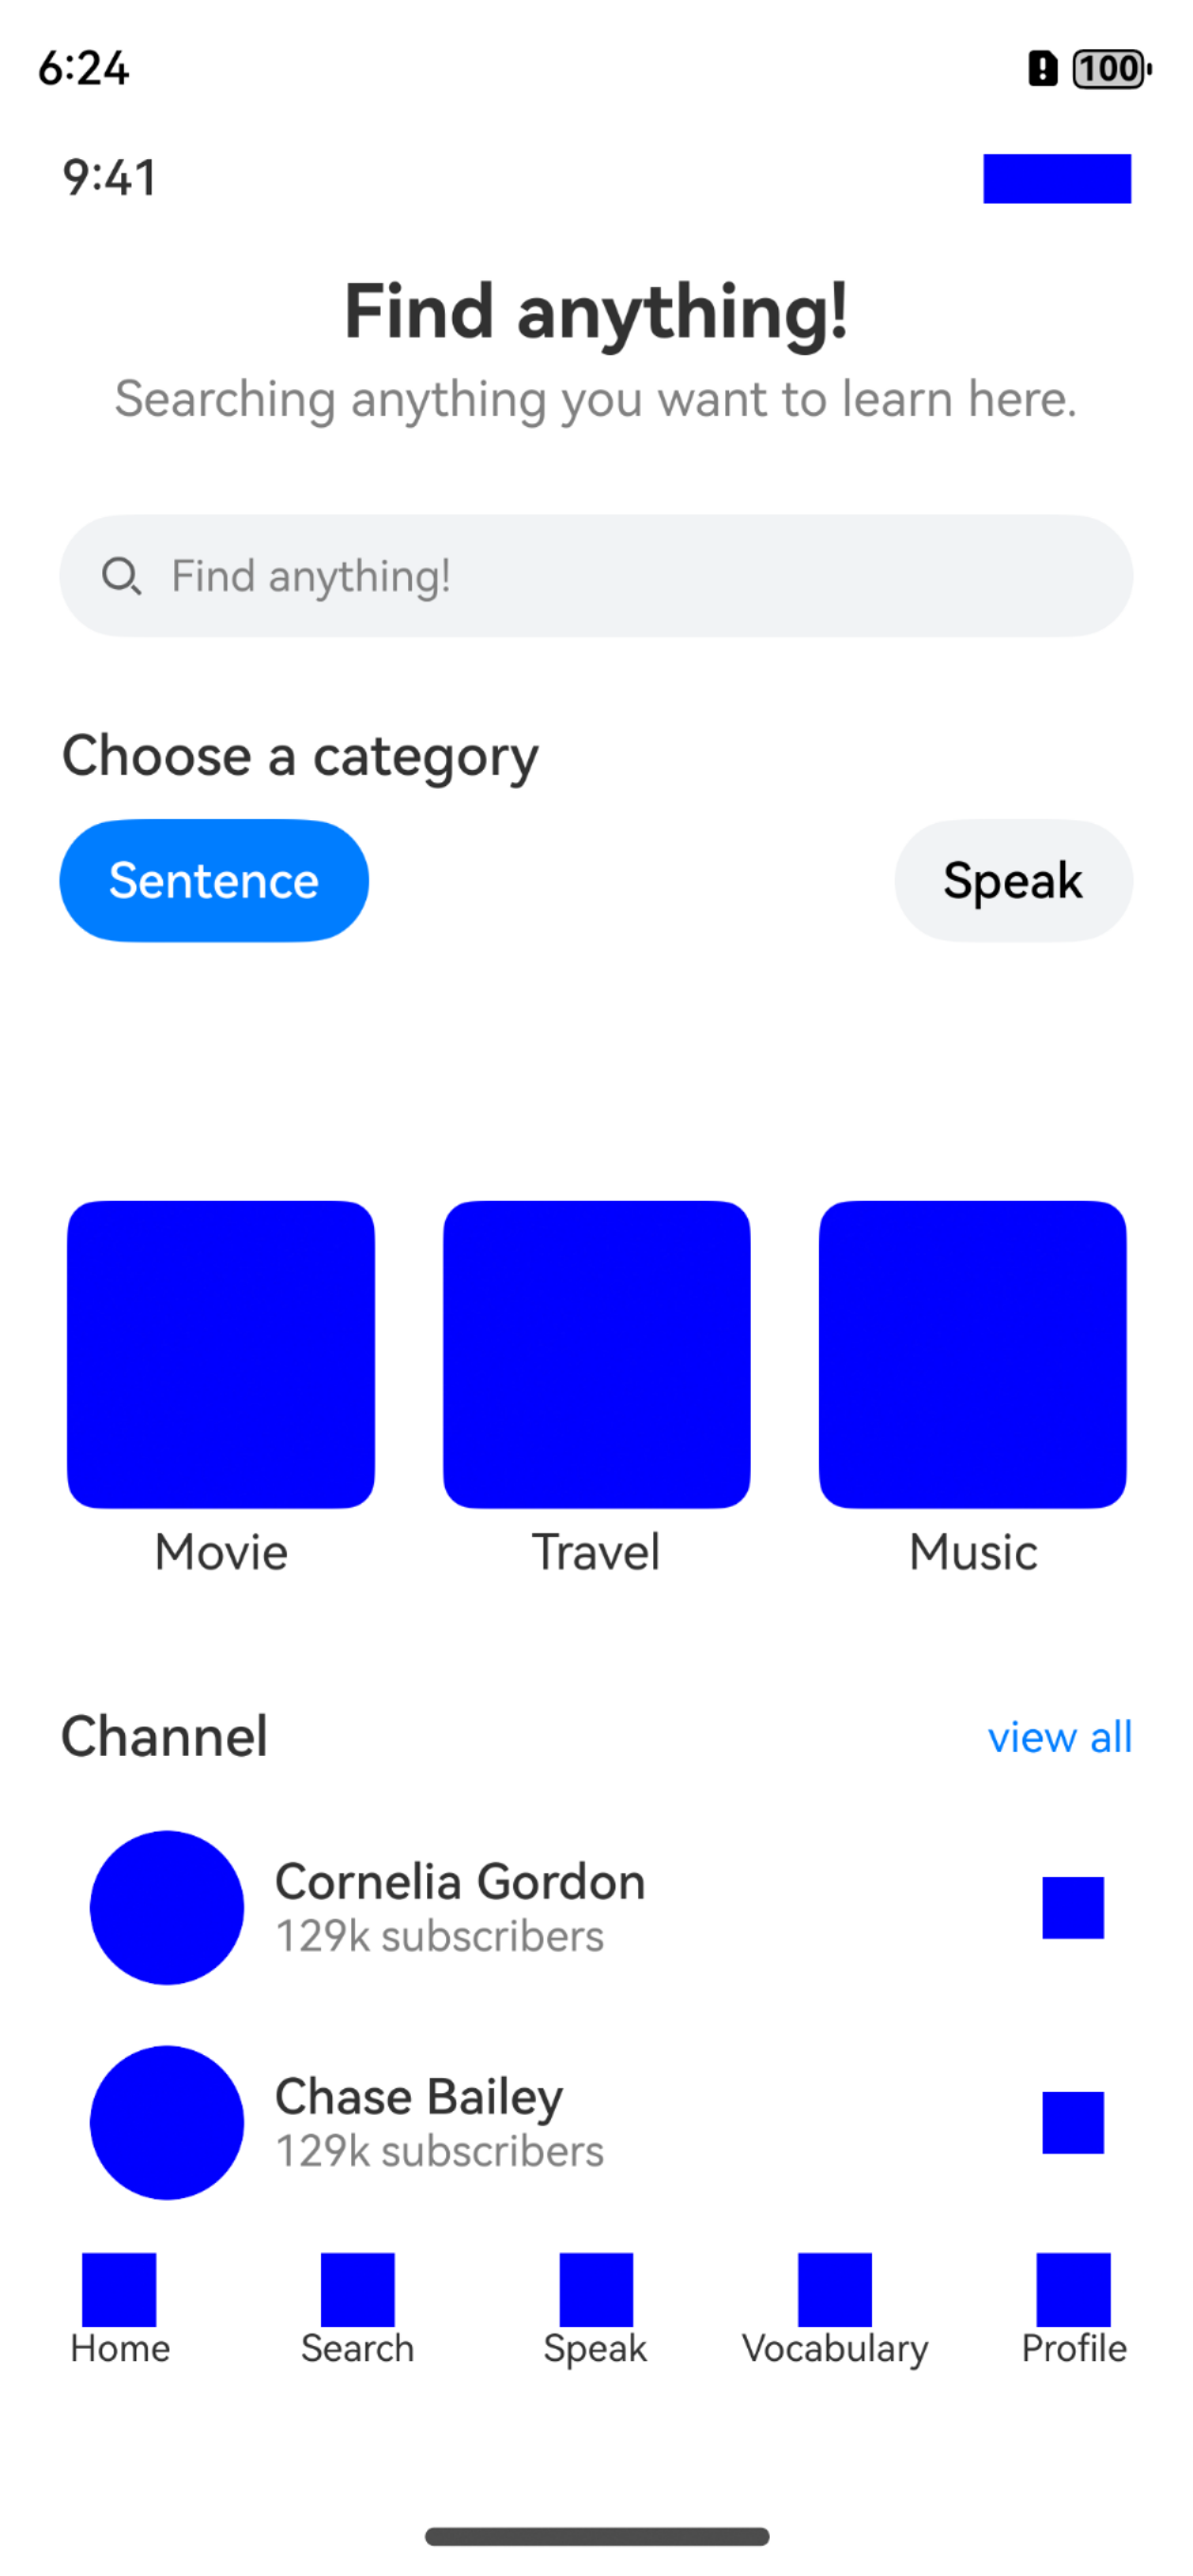 6:24
100
9:41
Find anything!
Searching anything you want to learn here.
Find anything!
Choose a category
Sentence
Speak
Movie
Travel
Music
Channel
view all
Cornelia Gordon
129k subscribers
Chase Bailey
129k subscribers
Home
Search
Speak
Vocabulary
Profile